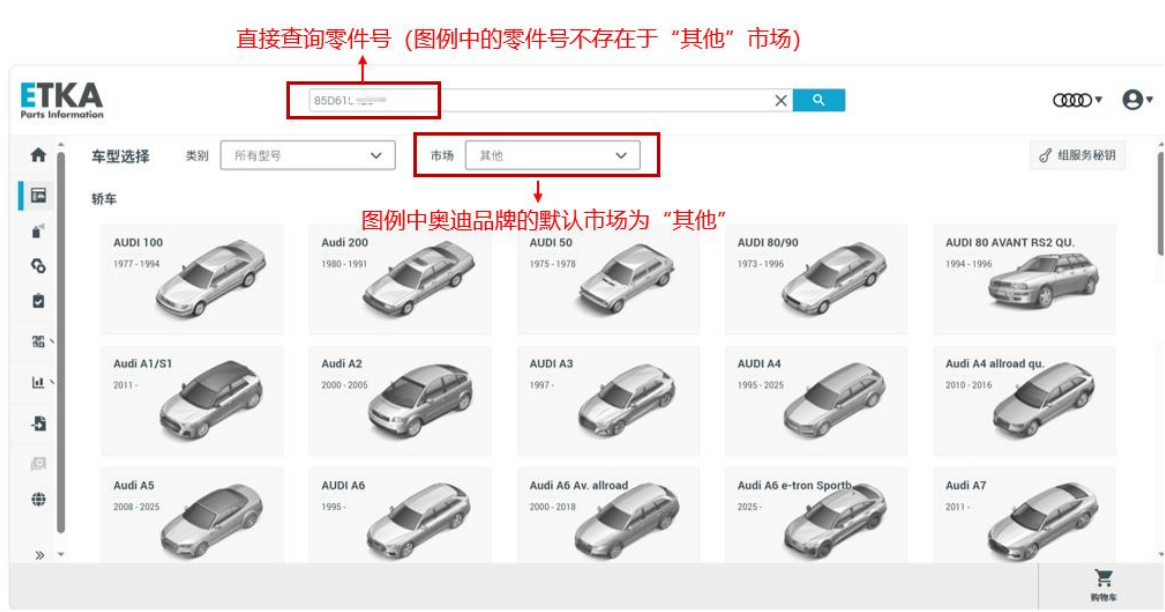 直接查询零件号（图例中的零件号不存在于“其他”市场）
ETKA
Parts Information
85D615
车型选择
类别
所有型号
市场
其他
组服务秘钥
轿车
图例中奥迪品牌的默认市场为“其他”
AUDI 100
1977 - 1994
Audi 200
1980 - 1991
AUDI 50
1975 - 1978
AUDI 80/90
1973 - 1996
AUDI 80 AVANT RS2 QU.
1994 - 1996
Audi A1/S1
2011 -
Audi A2
2000 - 2005
AUDI A3
1997 -
AUDI A4
1995 - 2025
Audi A4 allroad qu.
2010 - 2016
Audi A5
2008 - 2025
AUDI A6
1995 -
Audi A6 Av. allroad
2000 - 2018
Audi A6 e-tron Sportb.
2025 -
Audi A7
2011 -
购物车